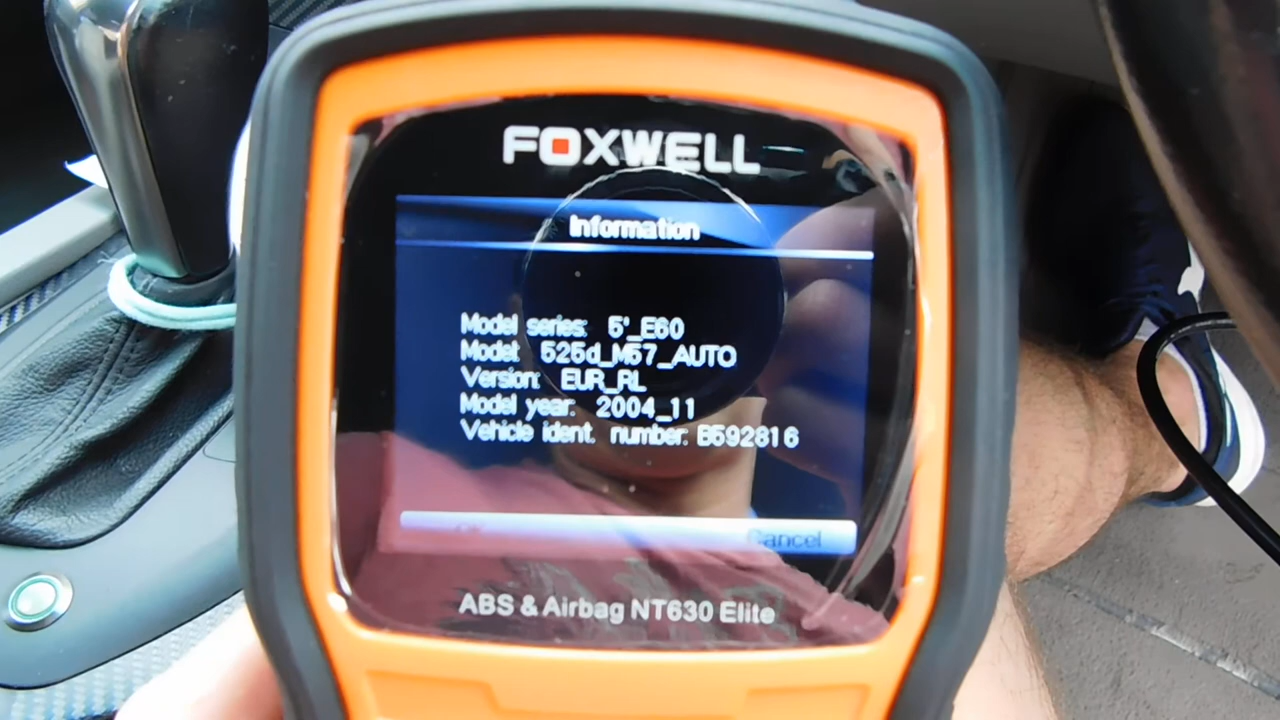 FOXWELL
Information
Model series: 5'_E60
Model: 525d_M57_AUTO
Version: EUR_RL
Model year: 2004_11
Vehicle ident. number: B592816
Cancel
ABS & Airbag NT630 Elite